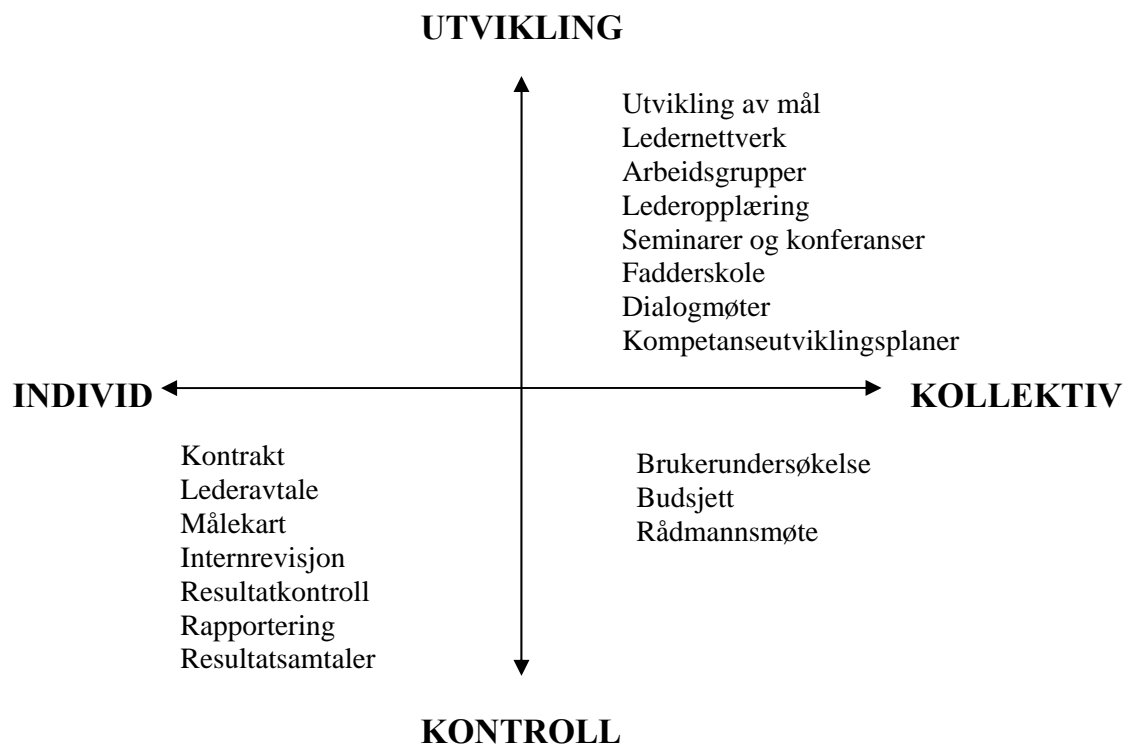 UTVIKLING
Utvikling av mål
Ledernettverk
Arbeidsgrupper
Lederopplæring
Seminarer og konferanser
Fadderskole
Dialogmøter
Kompetanseutviklingsplaner
INDIVID
KOLLEKTIV
Kontrakt
Lederavtale
Målekart
Internrevisjon
Resultatkontroll
Rapportering
Resultatsamtaler
Brukerundersøkelse
Budsjett
Rådmannsmøte
KONTROLL